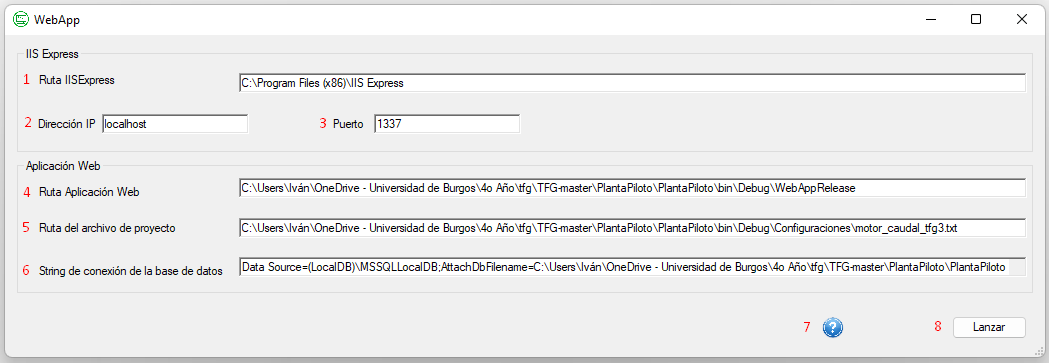 WebApp
IIS Express
1 Ruta IISExpress C:\Program Files (x86)\IIS Express
2 Dirección IP localhost 3 Puerto 1337
Aplicación Web
4 Ruta Aplicación Web C:\Users\Iván\OneDrive - Universidad de Burgos\4o Año\tfg\TFG-master\PlantaPiloto\PlantaPiloto\bin\Debug\WebAppRelease
5 Ruta del archivo de proyecto C:\Users\Iván\OneDrive - Universidad de Burgos\4o Año\tfg\TFG-master\PlantaPiloto\PlantaPiloto\bin\Debug\Configuraciones\motor_caudal_tfg3.txt
6 String de conexión de la base de datos Data Source=(LocalDB)\MSSQLLocalDB;AttachDbFilename=C:\Users\Iván\OneDrive - Universidad de Burgos\4o Año\tfg\TFG-master\PlantaPiloto\PlantaPiloto
7 ? 8 Lanzar